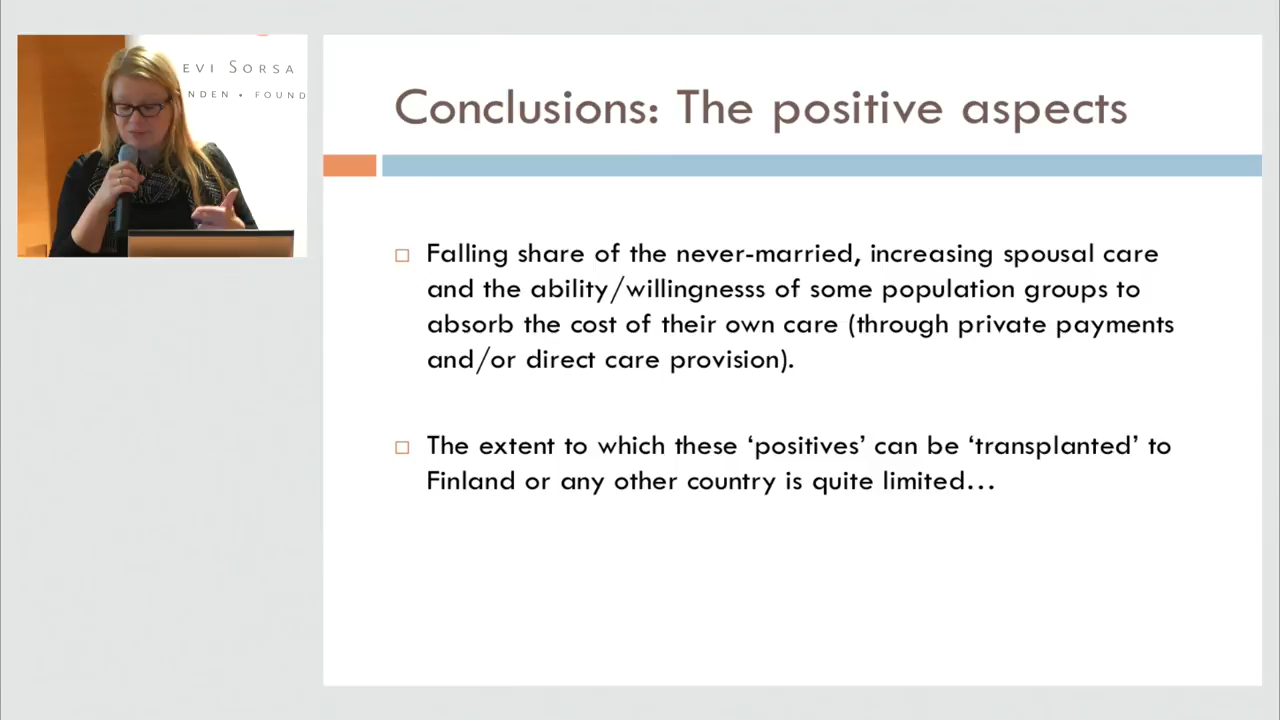 EVI SORSA
NDEN • FOUND
Conclusions: The positive aspects
Falling share of the never-married, increasing spousal care
and the ability/willingnesss of some population groups to
absorb the cost of their own care (through private payments
and/or direct care provision).
The extent to which these ‘positives’ can be ‘transplanted’ to
Finland or any other country is quite limited…